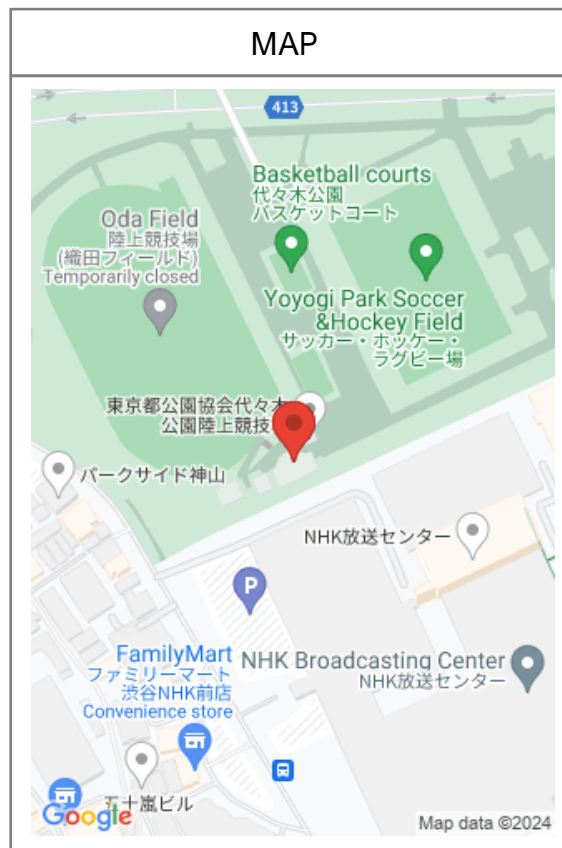 MAP
413
Basketball courts
代々木公園
バスケットコート
Oda Field
陸上競技場
(織田フィールド)
Temporarily closed
Yoyogi Park Soccer
&Hockey Field
サッカー・ホッケー・
ラグビー場
東京都公園協会代々木
公園陸上競技
パークサイド神山
NHK放送センター
P
FamilyMart
ファミリーマート
渋谷NHK前店
Convenience store
NHK Broadcasting Center
NHK放送センター
五十嵐ビル
Google
Map data ©2024